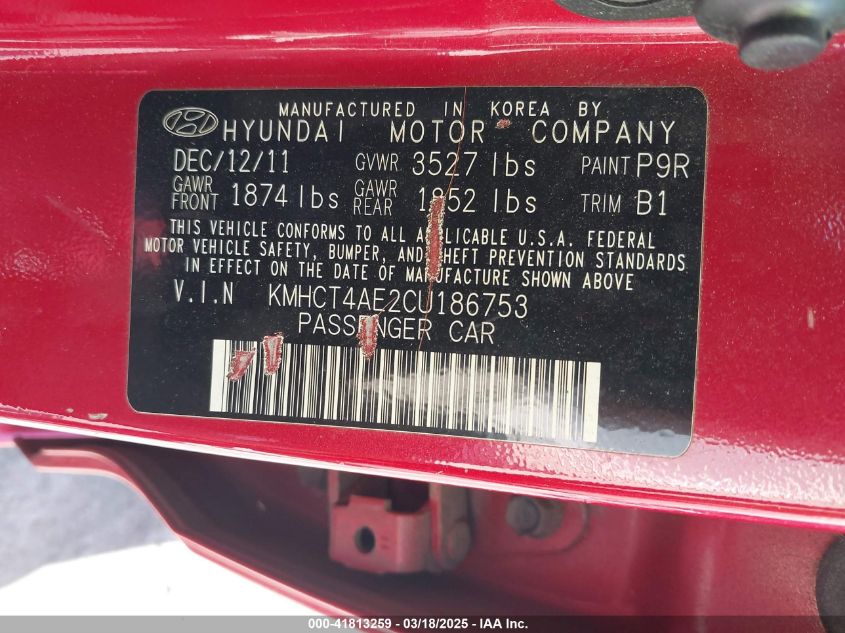 MANUFACTURED IN KOREA BY
HYUNDAI MOTOR COMPANY
DEC/12/11 GVWR 3527 lbs PAINT P9R
GAWR FRONT 1874 lbs GAWR REAR 1852 lbs TRIM B1
THIS VEHICLE CONFORMS TO ALL APPLICABLE U.S.A. FEDERAL
MOTOR VEHICLE SAFETY, BUMPER, AND THEFT PREVENTION STANDARDS
IN EFFECT ON THE DATE OF MANUFACTURE SHOWN ABOVE
V.I.N KMHCT4AE2CU186753
PASSENGER CAR
000-41813259 - 03/18/2025 - IAA Inc.